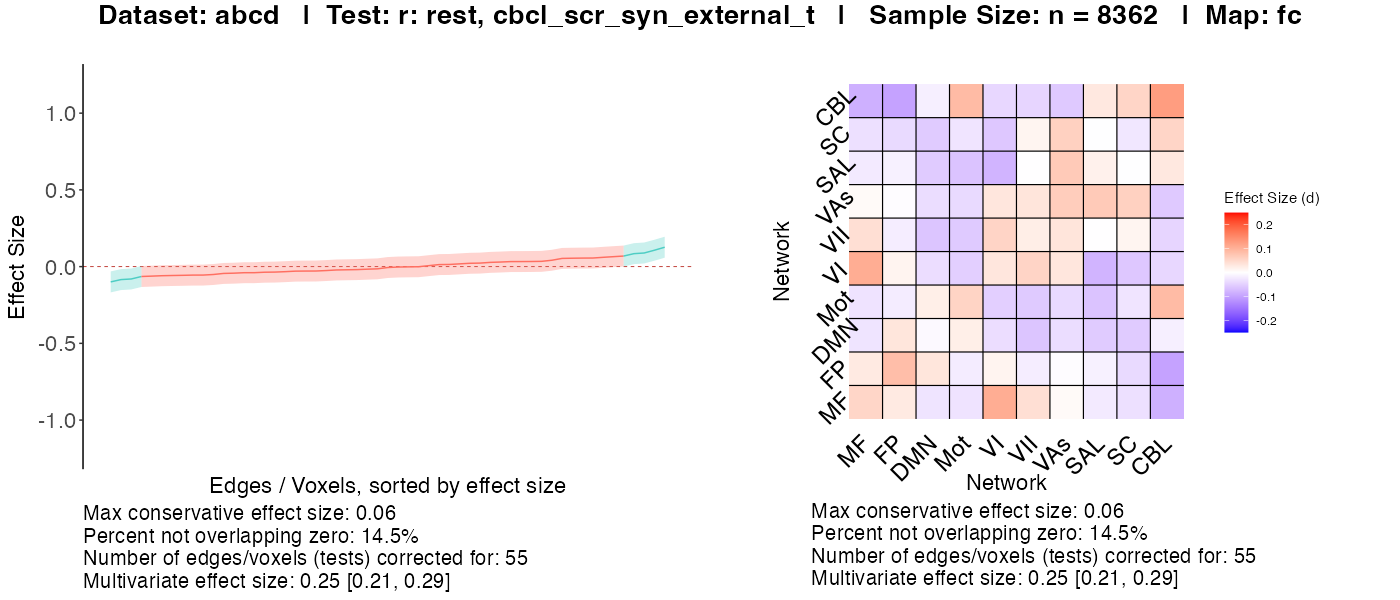 Dataset: abcd | Test: r: rest, cbcl_scr_syn_external_t | Sample Size: n = 8362 | Map: fc
Effect Size
1.0
0.5
0.0
-0.5
-1.0
Edges / Voxels, sorted by effect size
Max conservative effect size: 0.06
Percent not overlapping zero: 14.5%
Number of edges/voxels (tests) corrected for: 55
Multivariate effect size: 0.25 [0.21, 0.29]
Network
CBL
SC
SAL
VAs
VII
VI
Mot
DMN
FP
MF
MF
FP
DMN
Mot
VI
VII
VAs
SAL
SC
CBL
Network
Effect Size (d)
0.2
0.1
0.0
-0.1
-0.2
Max conservative effect size: 0.06
Percent not overlapping zero: 14.5%
Number of edges/voxels (tests) corrected for: 55
Multivariate effect size: 0.25 [0.21, 0.29]